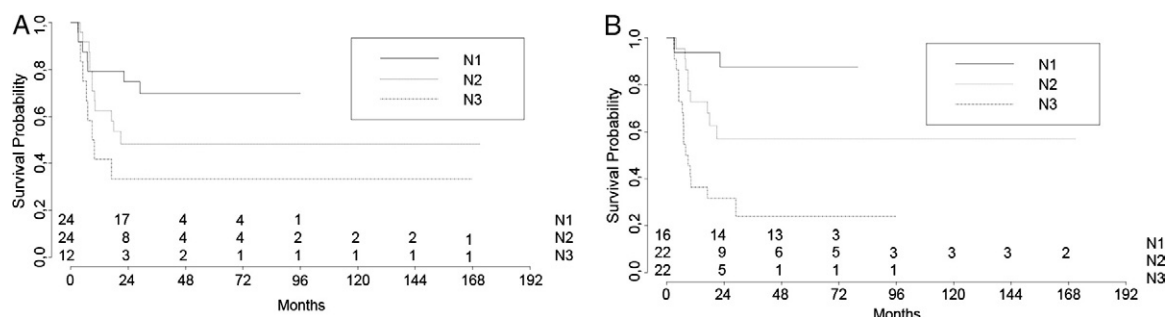 A
Survival Probability
1,0
0,8
0,6
0,4
0,2
0,0
N1
N2
N3
24 17 4 4 1 N1
24 8 4 4 2 2 2 1 N2
12 3 2 1 1 1 1 1 N3
0 24 48 72 96 120 144 168 192
Months
B
Survival Probability
1,0
0,8
0,6
0,4
0,2
0,0
N1
N2
N3
16 14 13 3 N1
22 9 6 5 3 3 3 2 N2
22 5 1 1 1 N3
0 24 48 72 96 120 144 168 192
Months